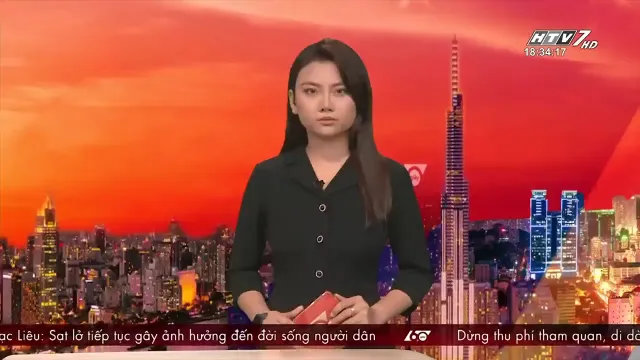 HTV7 HD
18:34:17
ạc Liêu: Sạt lở tiếp tục gây ảnh hưởng đến đời sống người dân 60 Dừng thu phí tham quan, di d